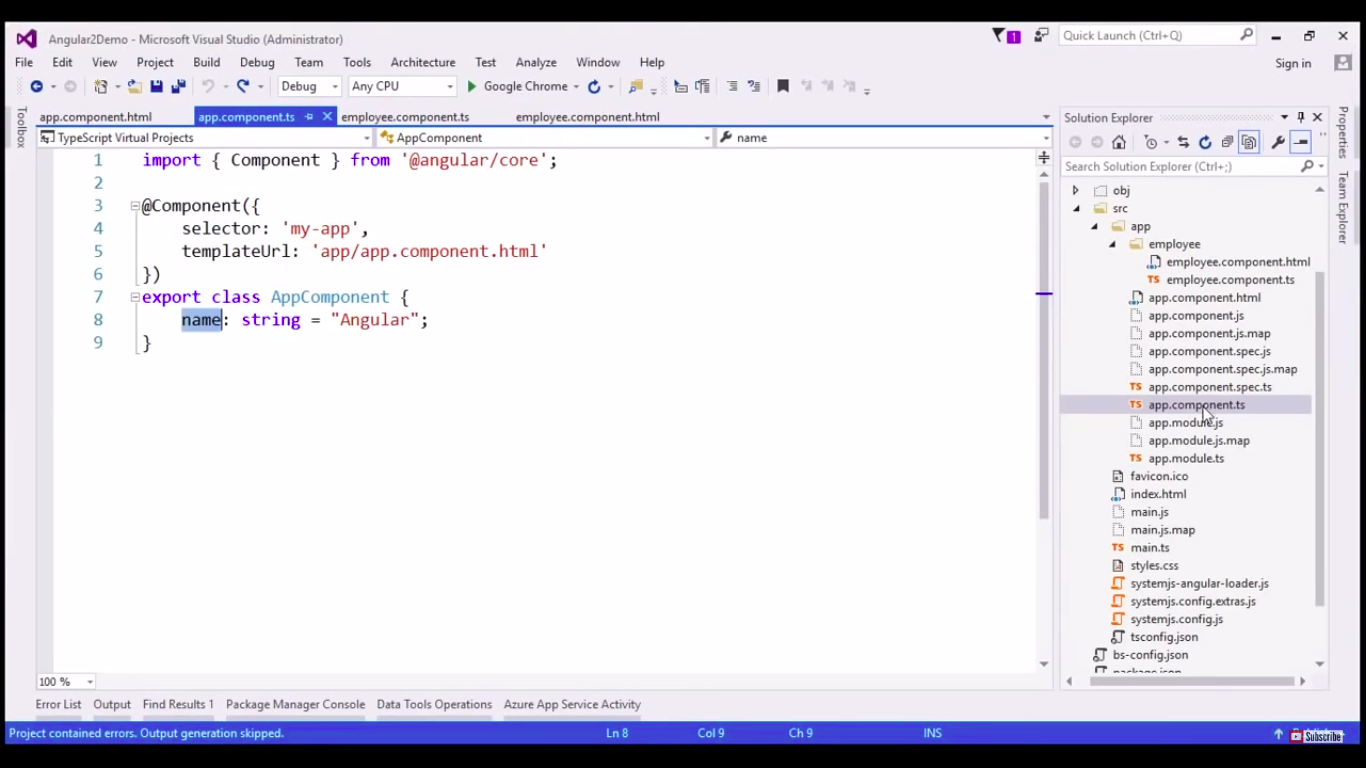 Angular2Demo - Microsoft Visual Studio (Administrator)
1
Quick Launch (Ctrl+Q)
File Edit View Project Build Debug Team Tools Architecture Test Analyze Window Help
Sign in
Debug Any CPU Google Chrome
Toolbox
app.component.html app.component.ts employee.component.ts employee.component.html
TypeScript Virtual Projects AppComponent name
1 import { Component } from '@angular/core';
2
3 @Component({
4 selector: 'my-app',
5 templateUrl: 'app/app.component.html'
6 })
7 export class AppComponent {
8 name: string = "Angular";
9 }
100 %
Solution Explorer
Search Solution Explorer (Ctrl+;)
obj
src
app
employee
employee.component.html
employee.component.ts
app.component.html
app.component.js
app.component.js.map
app.component.spec.js
app.component.spec.js.map
app.component.spec.ts
app.component.ts
app.module.js
app.module.js.map
app.module.ts
favicon.ico
index.html
main.js
main.js.map
main.ts
styles.css
systemjs-angular-loader.js
systemjs.config.extras.js
systemjs.config.js
tsconfig.json
bs-config.json
package.json
Properties
Team Explorer
Error List Output Find Results 1 Package Manager Console Data Tools Operations Azure App Service Activity
Project contained errors. Output generation skipped. Ln 8 Col 9 Ch 9 INS
Subscribe